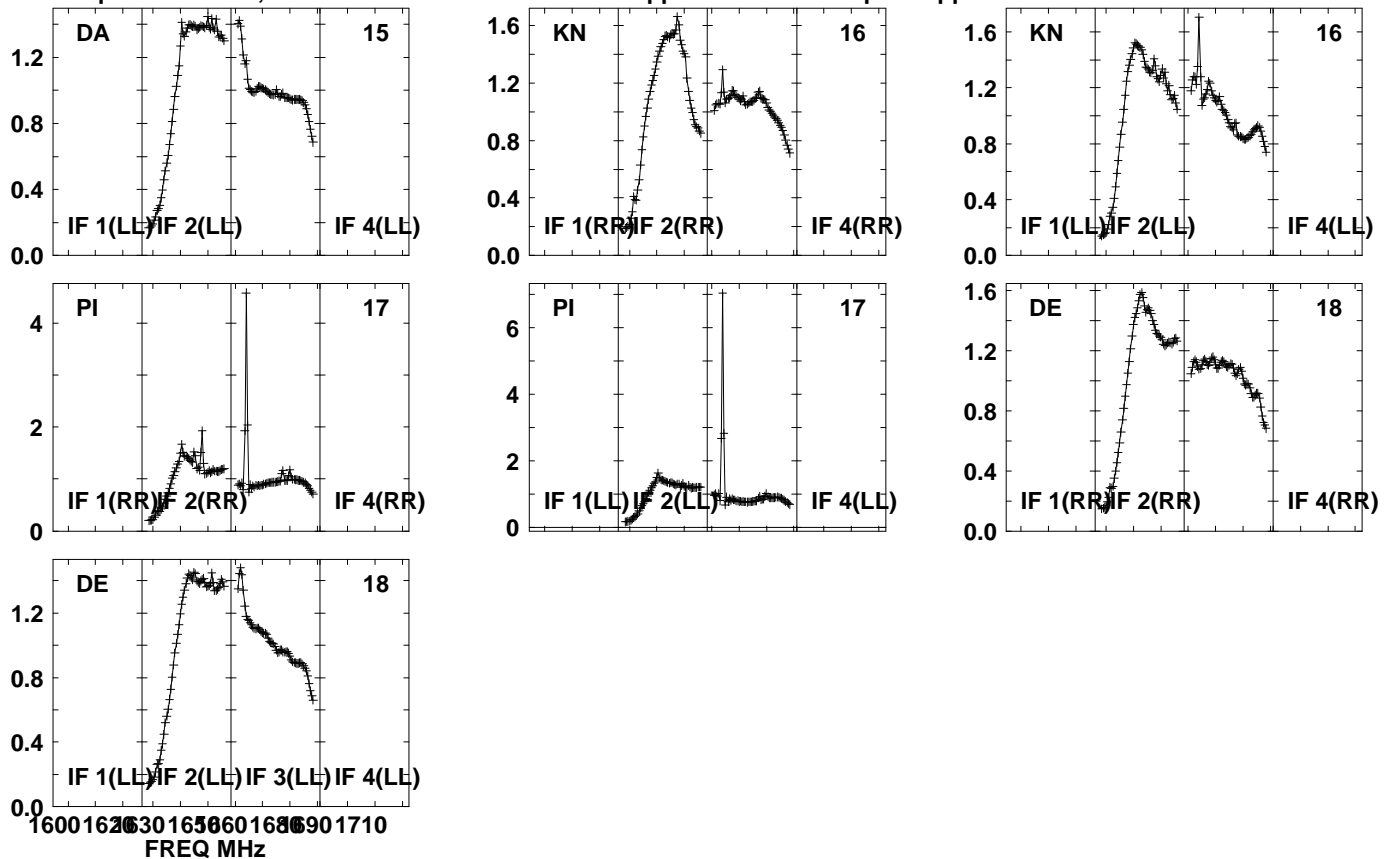 DA 15
KN 16
KN 16
1.2
0.8
0.4
0.0
1.6
1.2
0.8
0.4
0.0
1.6
1.2
0.8
0.4
0.0
IF 1(LL) IF 2(LL) IF 4(LL)
IF 1(RR) IF 2(RR) IF 4(RR)
IF 1(LL) IF 2(LL) IF 4(LL)
PI 17
PI 17
DE 18
4
2
0
6
4
2
0
1.6
1.2
0.8
0.4
0.0
IF 1(RR) IF 2(RR) IF 4(RR)
IF 1(LL) IF 2(LL) IF 4(LL)
IF 1(RR) IF 2(RR) IF 4(RR)
DE 18
1.2
0.8
0.4
0.0
IF 1(LL) IF 2(LL) IF 3(LL) IF 4(LL)
1600 1620 1630 1650 1660 1680 1690 1710
FREQ MHz